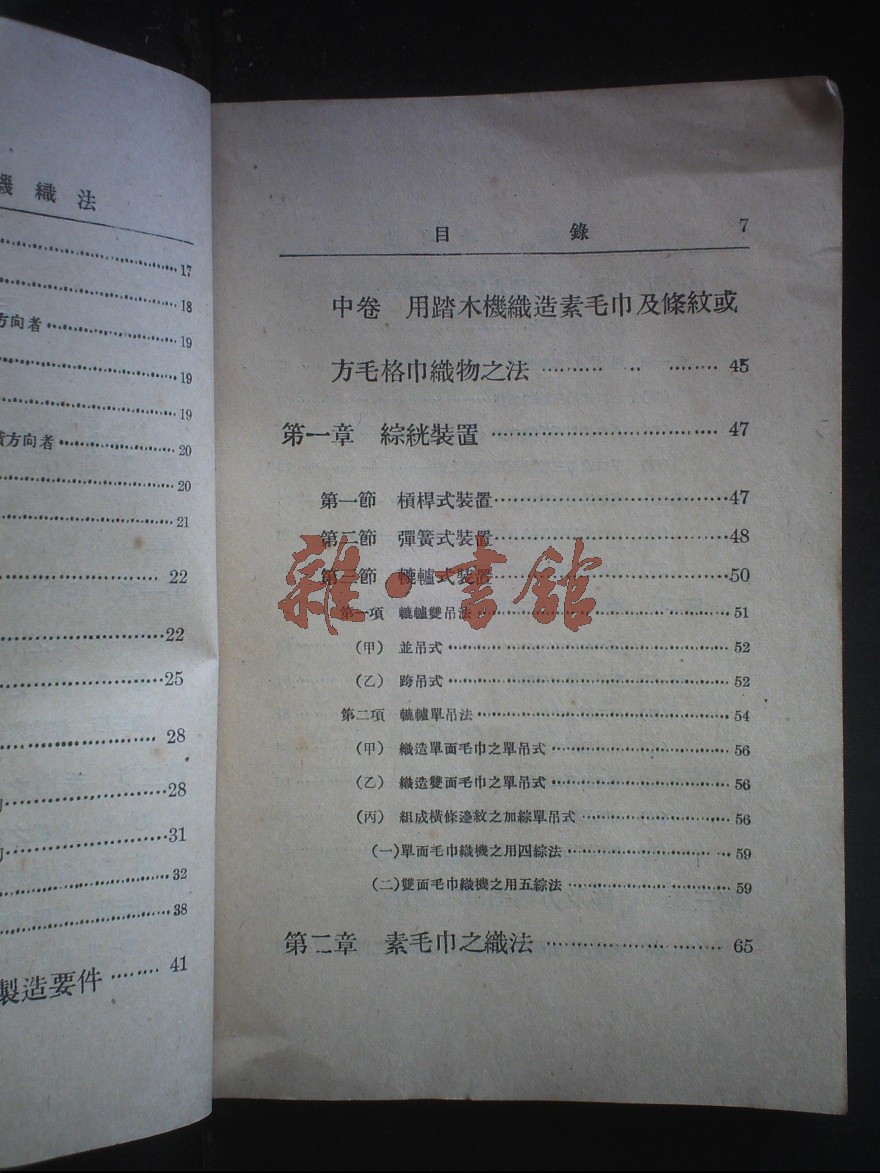 機織法
17
18
方向者 19
19
19
橫方向者 20
20
21
22
22
25
28
28
31
32
38
製造要件 41
目錄 7
中卷 用踏木機織造素毛巾及條紋或
方毛格巾織物之法 45
第一章 綜絖裝置 47
第一節 槓桿式裝置 47
第二節 彈簧式裝置 48
第三節 轆轤式裝置 50
第一項 轆轤雙吊法 51
(甲) 並吊式 52
(乙) 跨吊式 52
第二項 轆轤單吊法 54
(甲) 織造單面毛巾之單吊式 56
(乙) 織造雙面毛巾之單吊式 56
(丙) 組成橫條邊紋之加綜單吊式 56
(一)單面毛巾織機之用四綜法 59
(二)雙面毛巾織機之用五綜法 59
第二章 素毛巾之織法 65
雜·書館